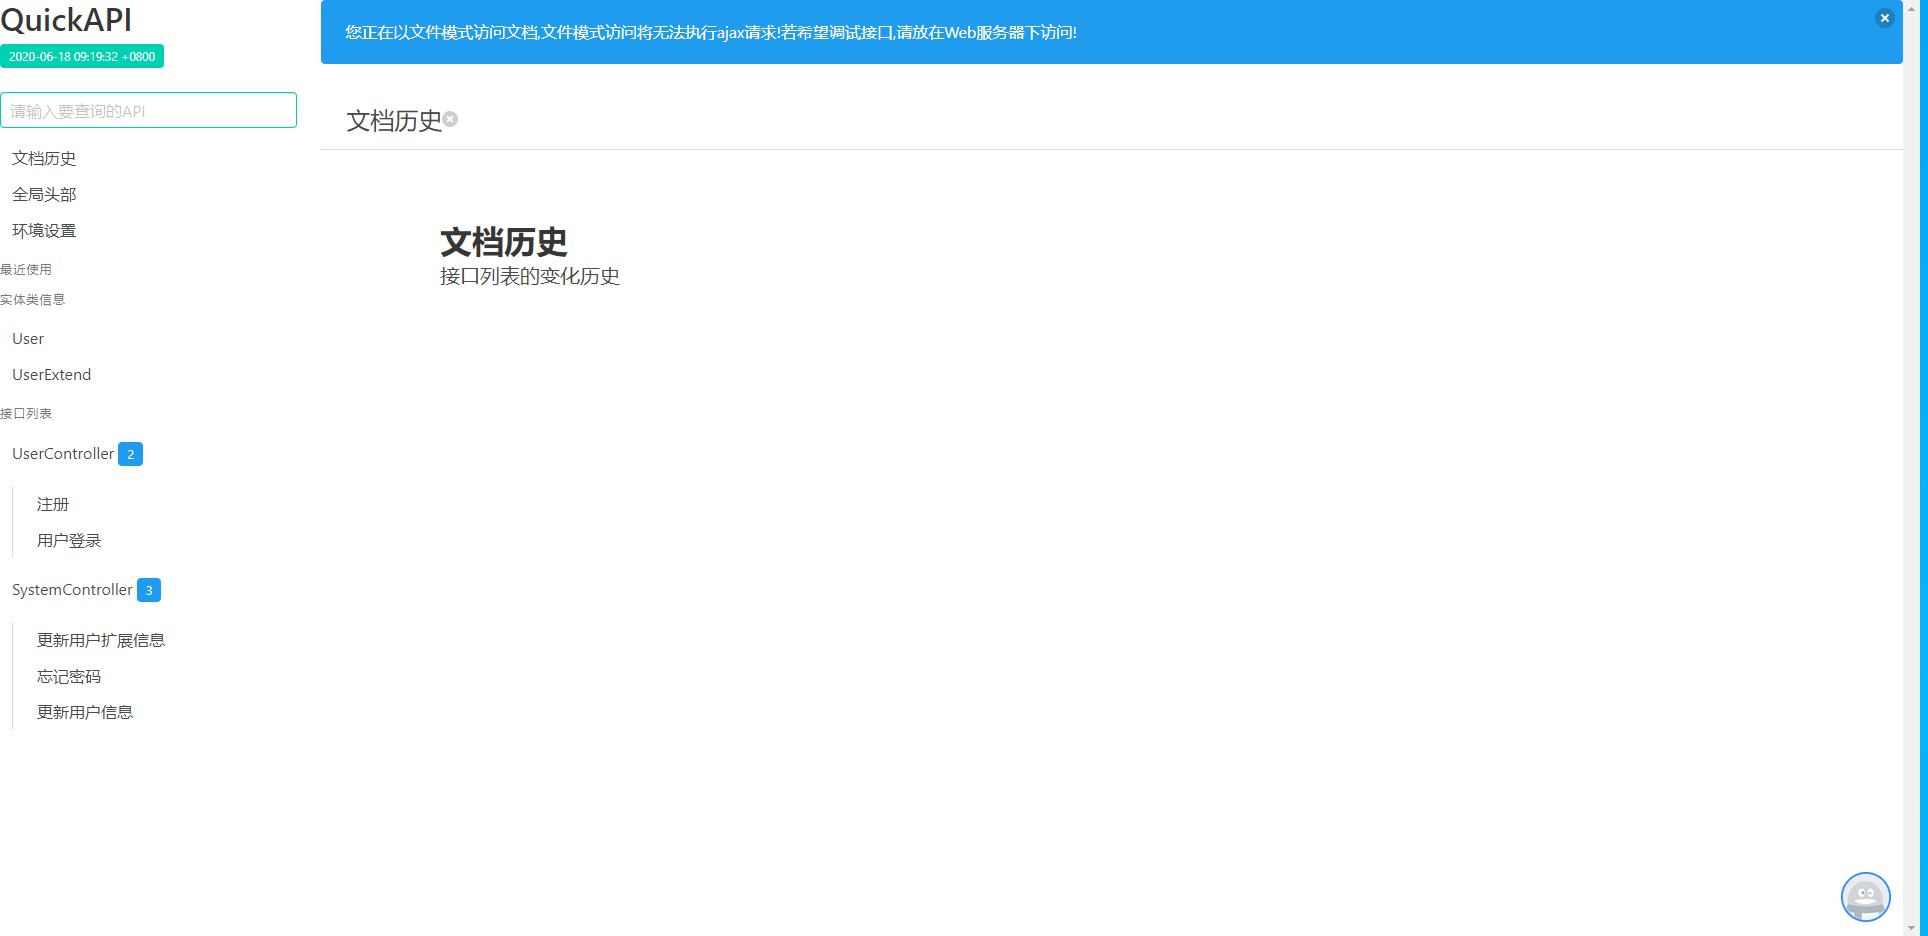 QuickAPI
2020-06-18 09:19:32 +0800
请输入要查询的API
文档历史
全局头部
环境设置
最近使用
实体类信息
User
UserExtend
接口列表
UserController 2
注册
用户登录
SystemController 3
更新用户扩展信息
忘记密码
更新用户信息
您正在以文件模式访问文档,文件模式访问将无法执行ajax请求!若希望调试接口,请放在Web服务器下访问!
文档历史
文档历史
接口列表的变化历史